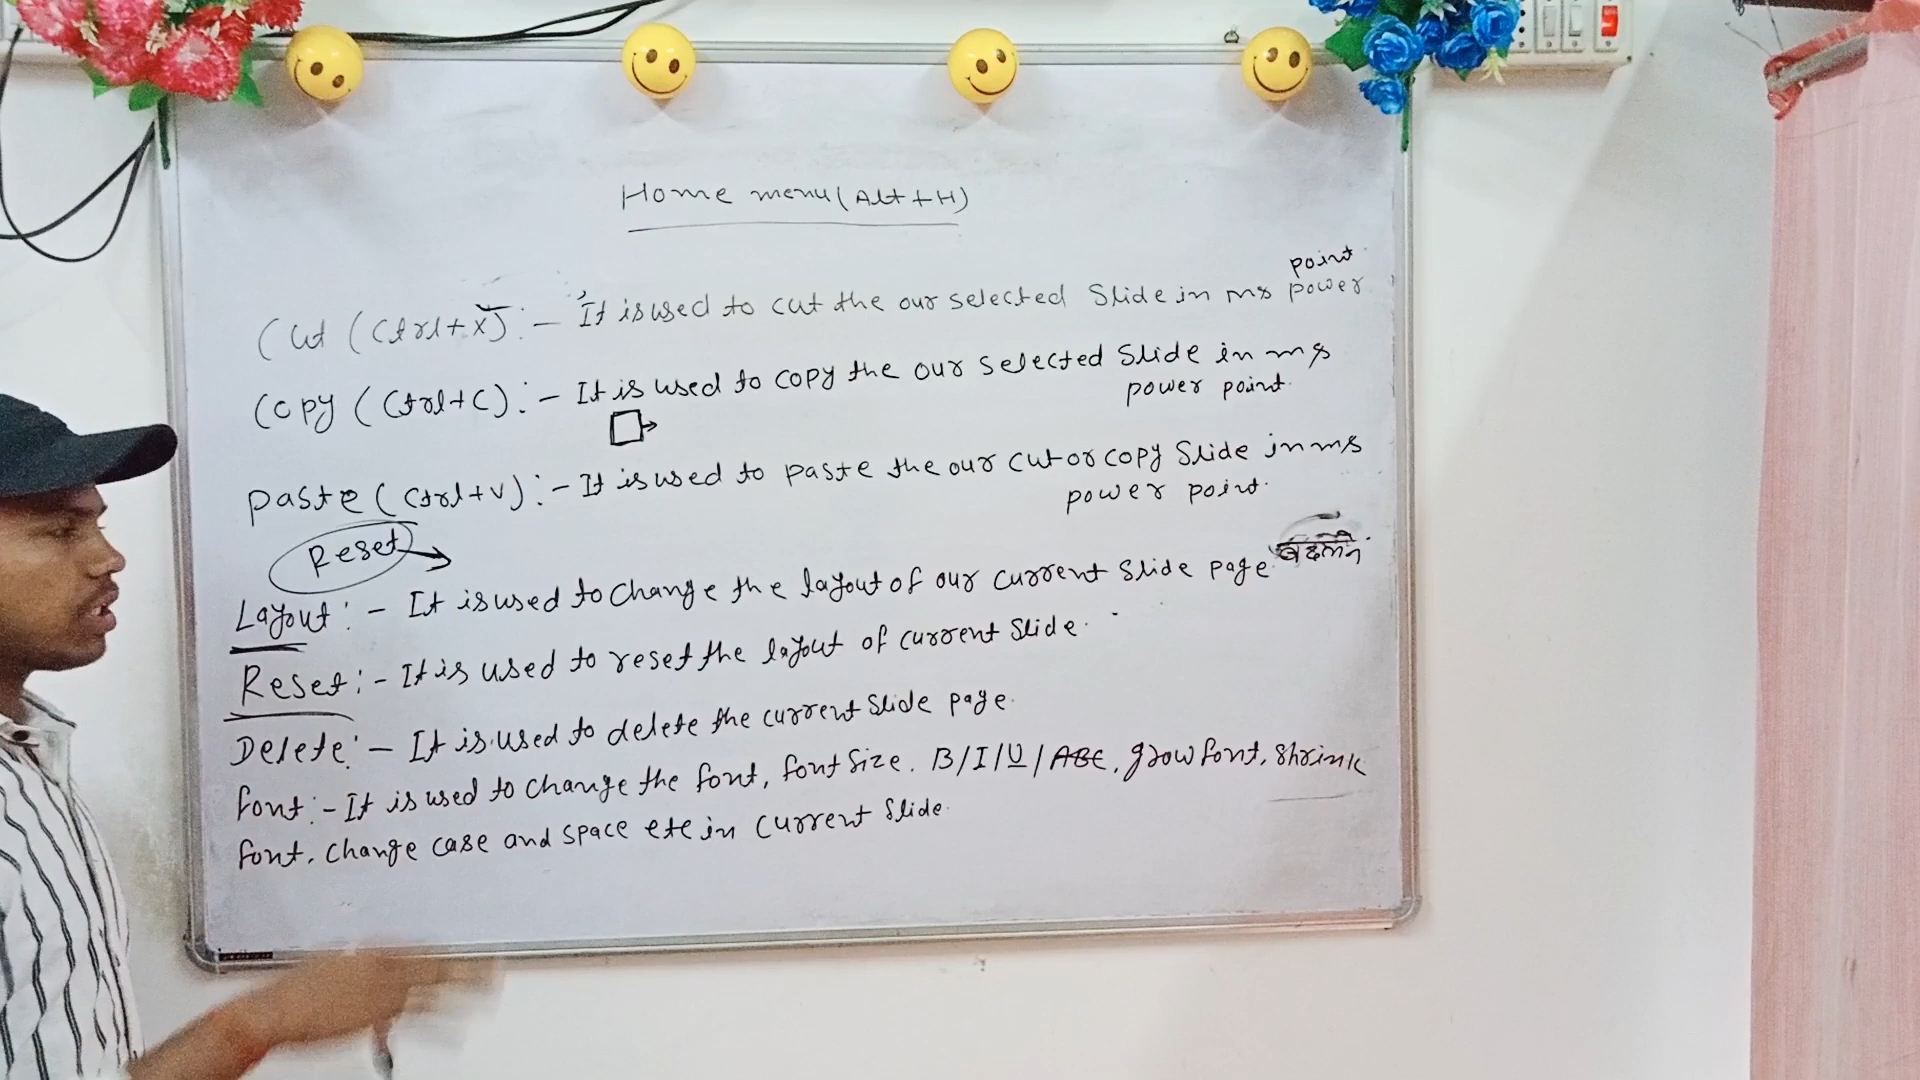 Home menu (Alt+H)
Cut (Ctrl+X):- It is used to cut the our selected Slide in ms power
point
Copy (Ctrl+C):- It is used to copy the our selected Slide in ms
power point.
paste (Ctrl+V):- It is used to paste the our cut or copy Slide in ms
power point.
Reset
Layout:- It is used to change the layout of our current slide page.
Reset:- It is used to reset the layout of current Slide.
Delete:- It is used to delete the current slide page.
font:- It is used to change the font, font size. B/I/U/ABC, grow font, shrink
font, change case and space etc in current slide.